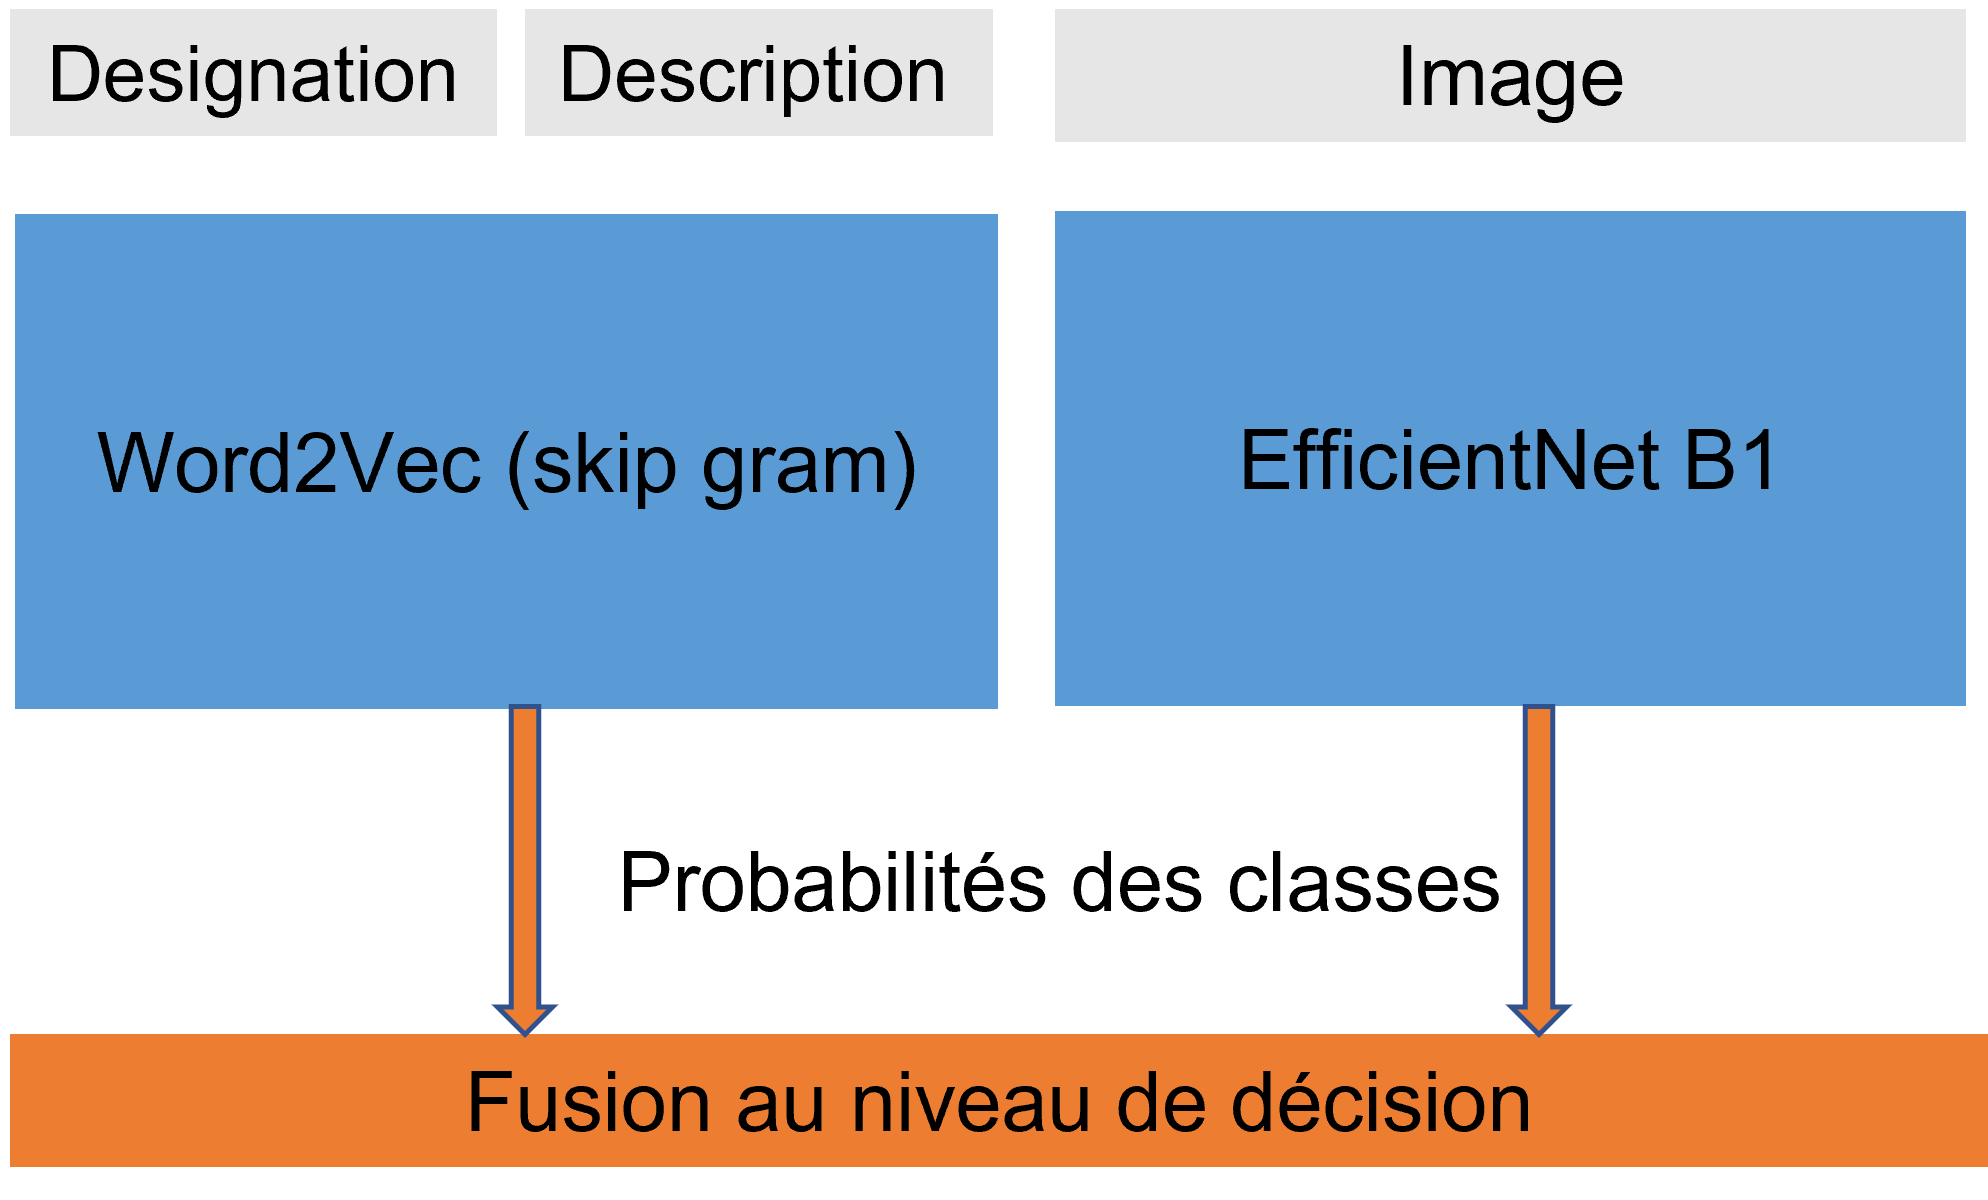 Designation
Description
Image
Word2Vec (skip gram)
EfficientNet B1
Probabilités des classes
Fusion au niveau de décision